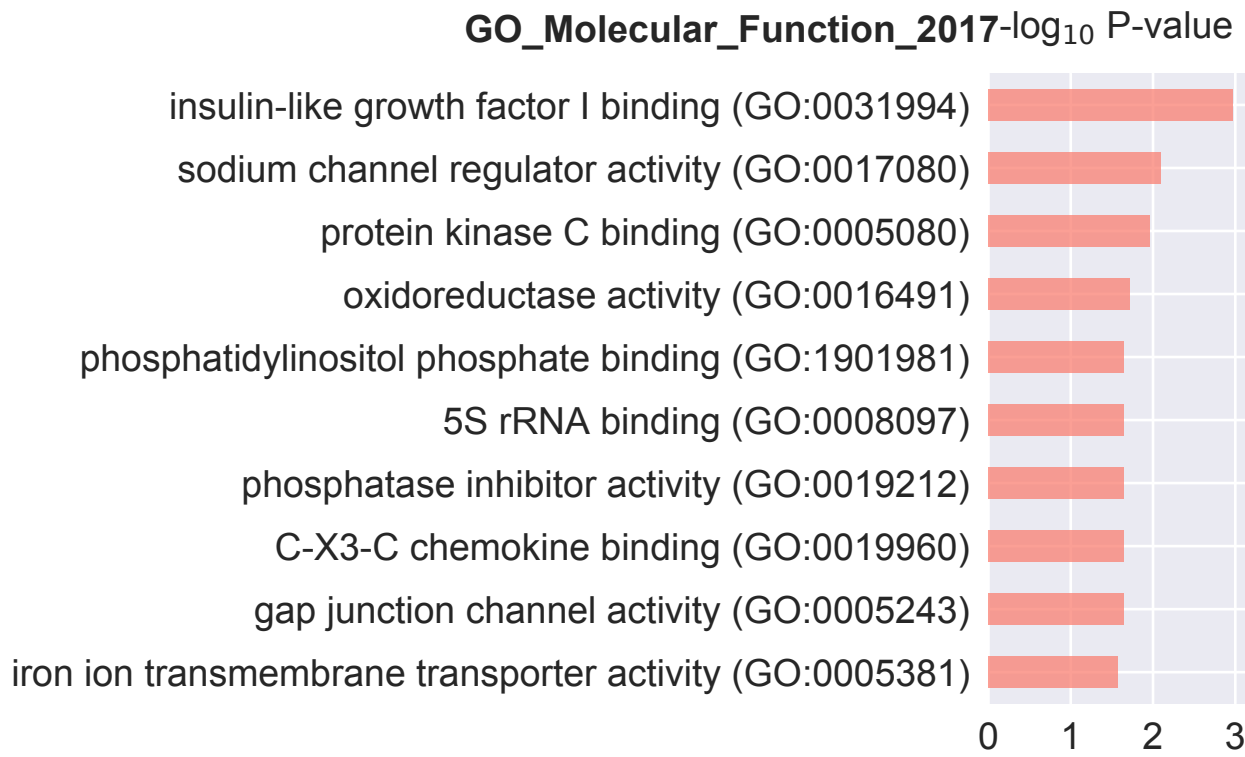 GO_Molecular_Function_2017-log₁₀ P-value
insulin-like growth factor I binding (GO:0031994)
sodium channel regulator activity (GO:0017080)
protein kinase C binding (GO:0005080)
oxidoreductase activity (GO:0016491)
phosphatidylinositol phosphate binding (GO:1901981)
5S rRNA binding (GO:0008097)
phosphatase inhibitor activity (GO:0019212)
C-X3-C chemokine binding (GO:0019960)
gap junction channel activity (GO:0005243)
iron ion transmembrane transporter activity (GO:0005381)
0 1 2 3